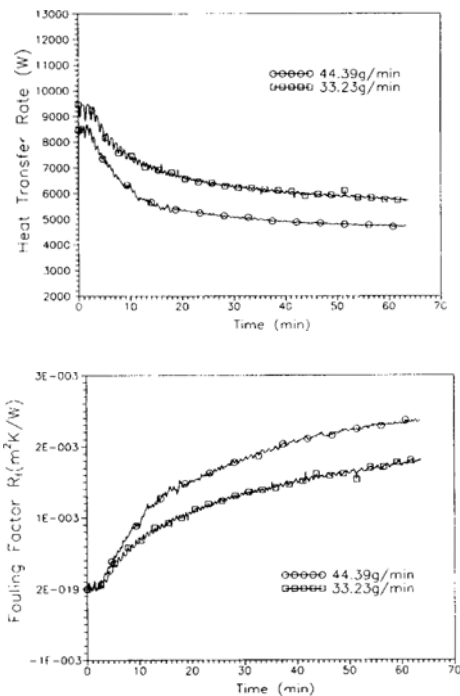 13000
12000
11000
10000
9000
8000
7000
6000
5000
4000
3000
2000
0 10 20 30 40 50 60 70
Heat Transfer Rate (W)
Time (min)
44.39g/min
33.23g/min
3E-003
2E-003
1E-003
2E-019
-1E-003
0 10 20 30 40 50 60 70
Fouling Factor Rf(m²K/W)
Time (min)
44.39g/min
33.23g/min